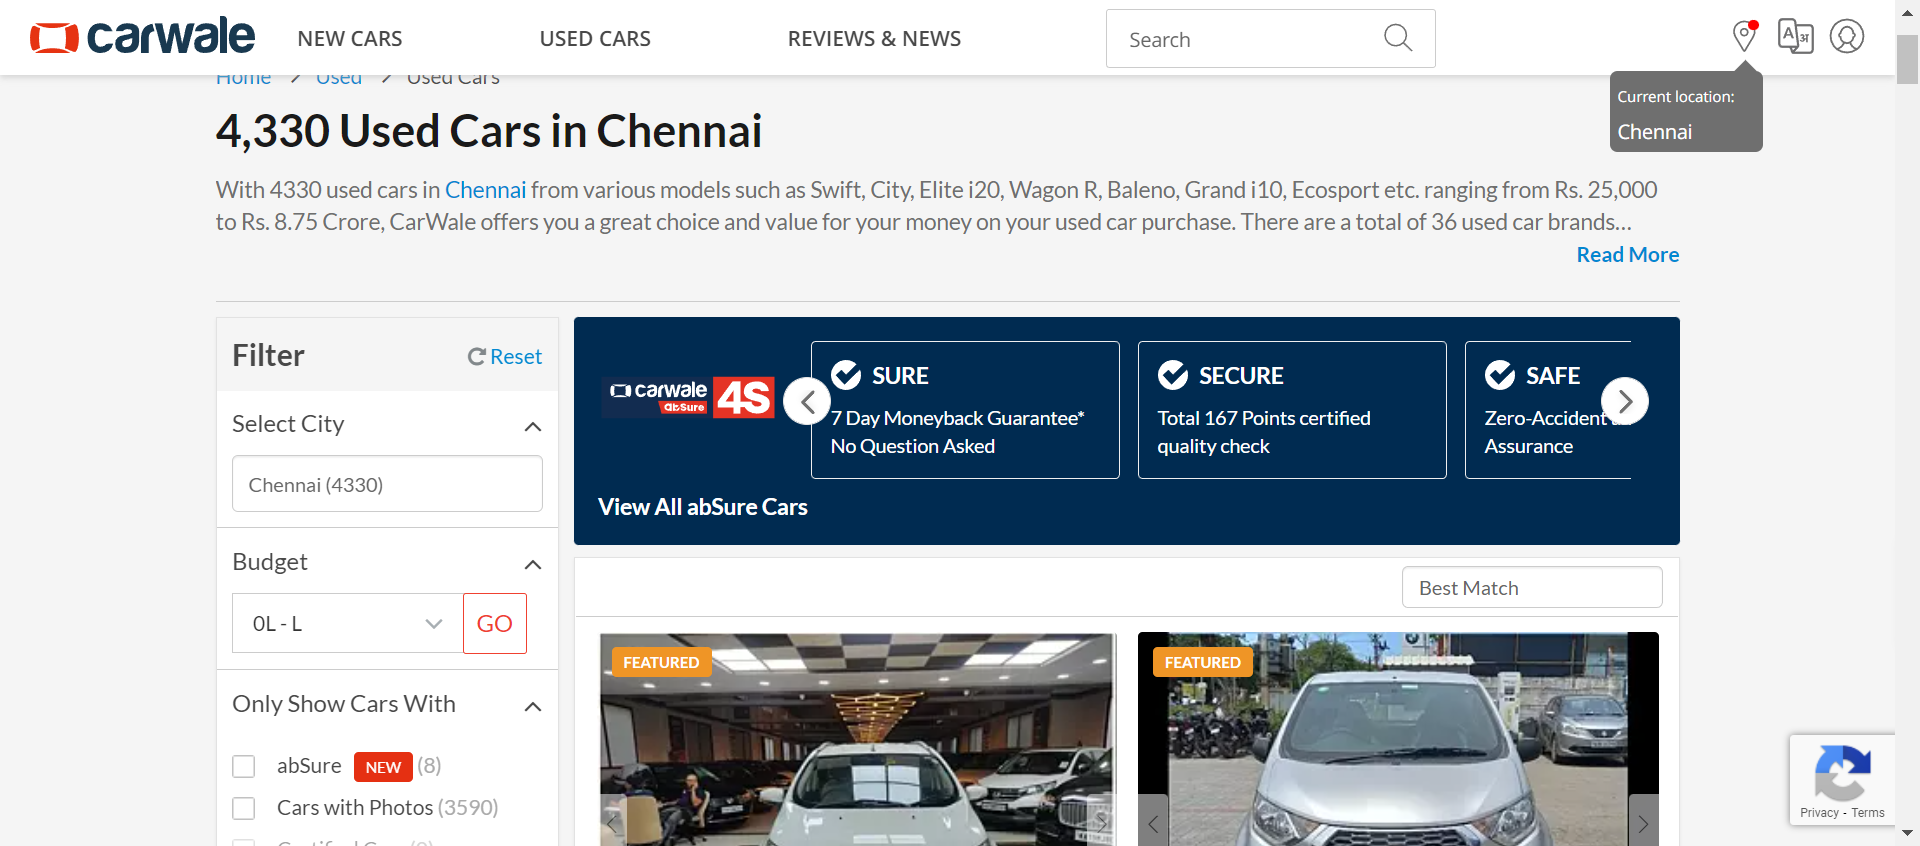 carwale NEW CARS USED CARS REVIEWS & NEWS Search
Home Used Used Cars
Current location:
Chennai
4,330 Used Cars in Chennai
With 4330 used cars in Chennai from various models such as Swift, City, Elite i20, Wagon R, Baleno, Grand i10, Ecosport etc. ranging from Rs. 25,000
to Rs. 8.75 Crore, CarWale offers you a great choice and value for your money on your used car purchase. There are a total of 36 used car brands...
Read More
Filter
Reset
Select City
Chennai (4330)
Budget
0L - L
GO
Only Show Cars With
abSure NEW (8)
Cars with Photos (3590)
carwale
abSure
4S
SURE
7 Day Moneyback Guarantee*
No Question Asked
SECURE
Total 167 Points certified
quality check
SAFE
Zero-Accident
Assurance
View All abSure Cars
Best Match
FEATURED
FEATURED
Privacy - Terms